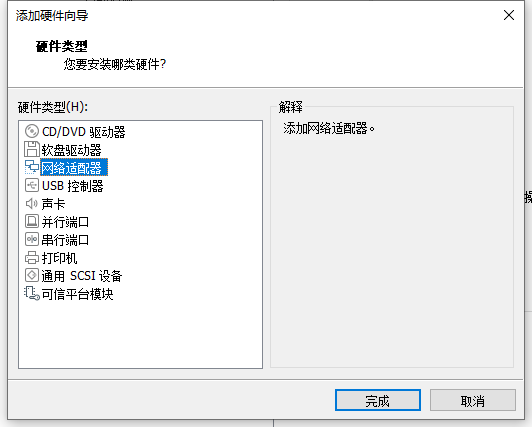 添加硬件向导
硬件类型
您要安装哪类硬件?
硬件类型(H):
CD/DVD 驱动器
软盘驱动器
网络适配器
USB 控制器
声卡
并行端口
串行端口
打印机
通用 SCSI 设备
可信平台模块
解释
添加网络适配器。
完成
取消